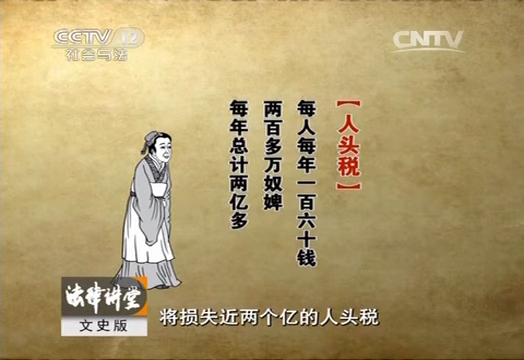 CCTV 12
社会与法
CNTV
【人头税】
每人每年一百六十钱
两百多万奴婢
每年总计两亿多
法律讲堂
文史版
将损失近两个亿的人头税